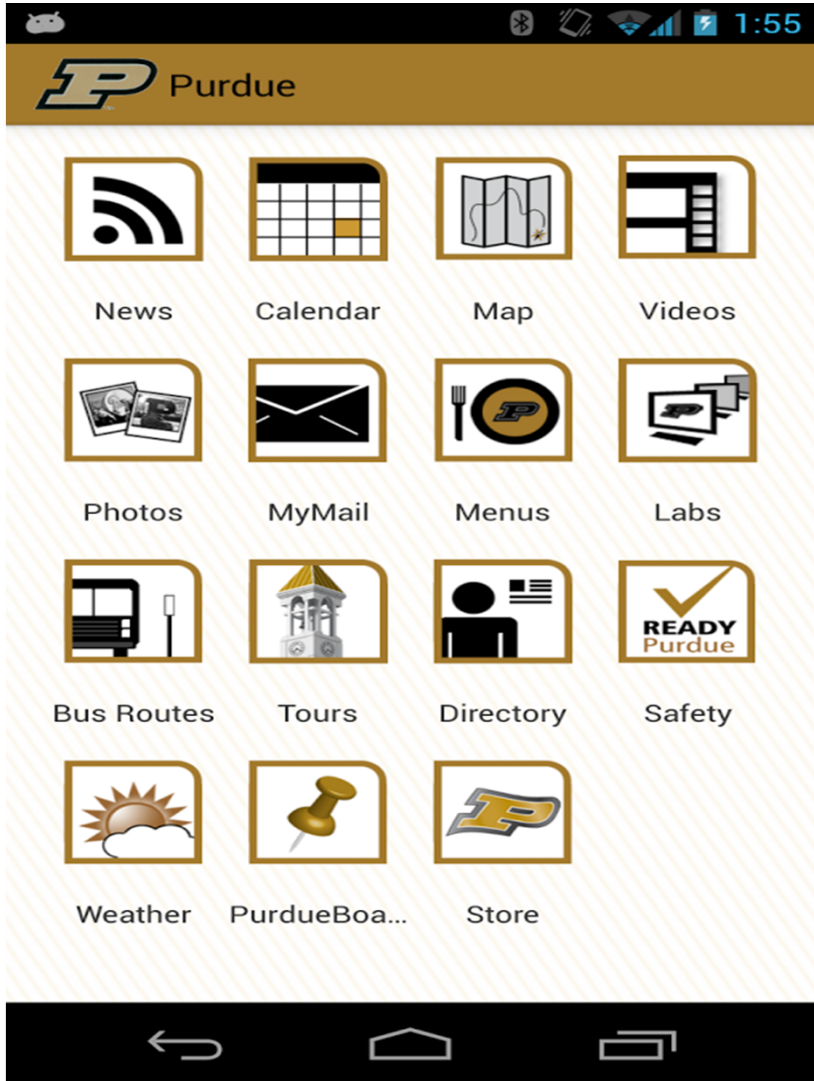 1:55
P Purdue
News Calendar Map Videos
Photos MyMail Menus Labs
READY
Purdue
Bus Routes Tours Directory Safety
Weather PurdueBoa... Store